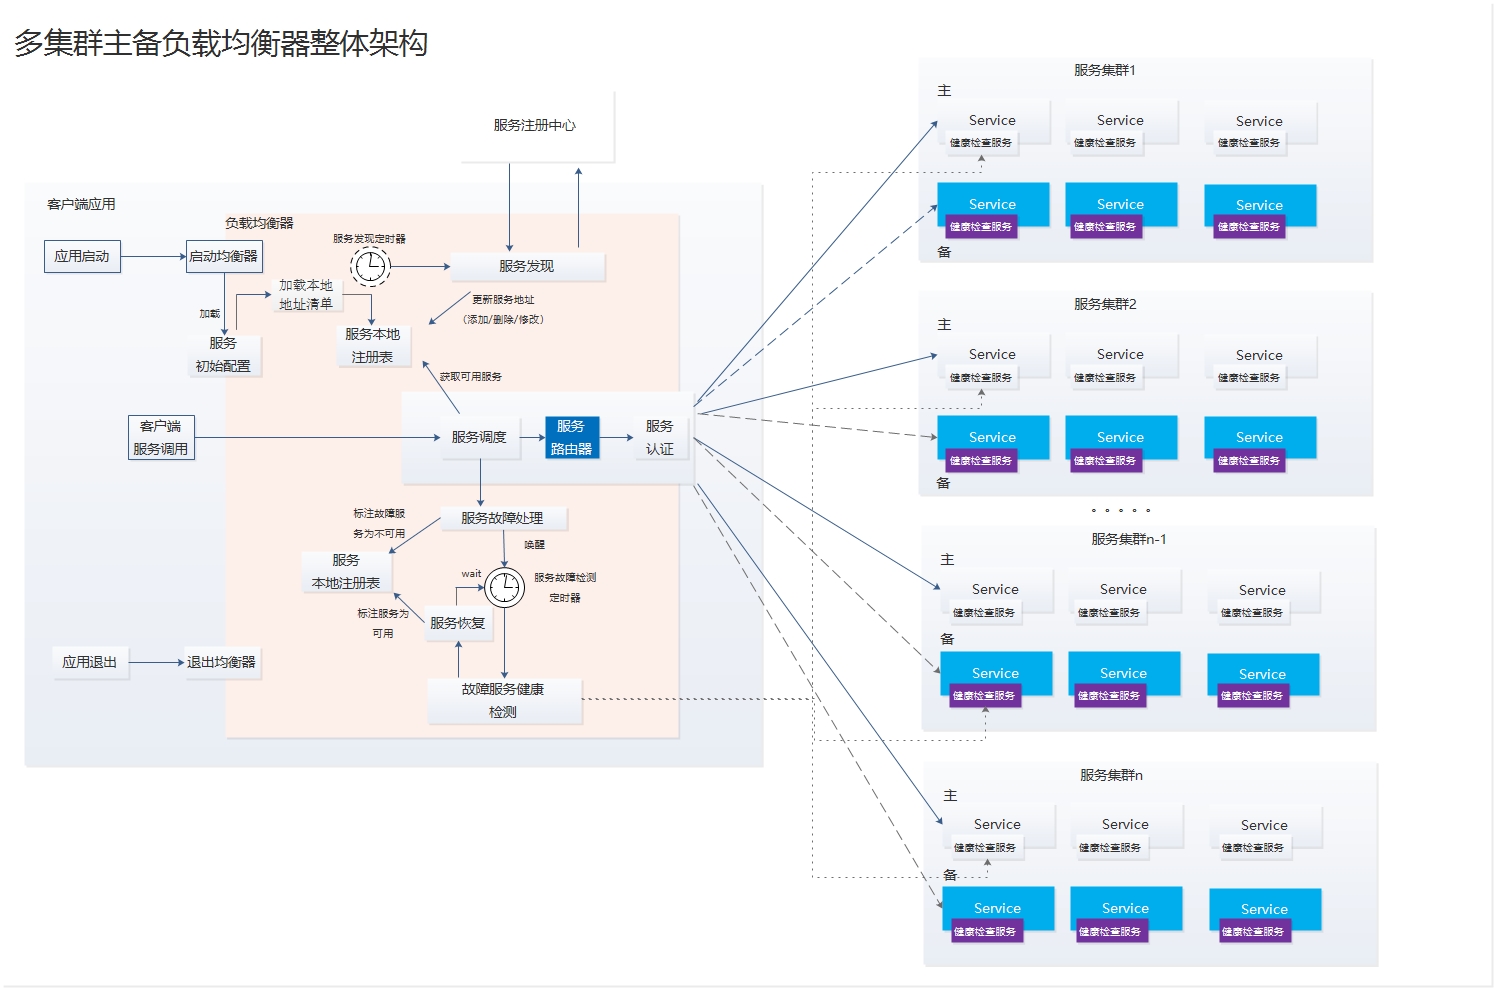 多集群主备负载均衡器整体架构
服务注册中心
客户端应用
负载均衡器
服务发现定时器
应用启动
启动均衡器
服务发现
加载本地
地址清单
更新服务地址
（添加/删除/修改）
加载
服务
初始配置
服务本地
注册表
获取可用服务
客户端
服务调用
服务调度
服务
路由器
服务
认证
标注故障服
务为不可用
服务故障处理
唤醒
服务
本地注册表
wait
服务故障检测
定时器
标注服务为
可用
服务恢复
应用退出
退出均衡器
故障服务健康
检测
服务集群1
主
Service
健康检查服务
Service
健康检查服务
Service
健康检查服务
Service
健康检查服务
Service
健康检查服务
Service
健康检查服务
备
服务集群2
主
Service
健康检查服务
Service
健康检查服务
Service
健康检查服务
Service
健康检查服务
Service
健康检查服务
Service
健康检查服务
备
。。。。。
服务集群n-1
主
Service
健康检查服务
Service
健康检查服务
Service
健康检查服务
备
Service
健康检查服务
Service
健康检查服务
Service
健康检查服务
服务集群n
主
Service
健康检查服务
Service
健康检查服务
Service
健康检查服务
备
Service
健康检查服务
Service
健康检查服务
Service
健康检查服务